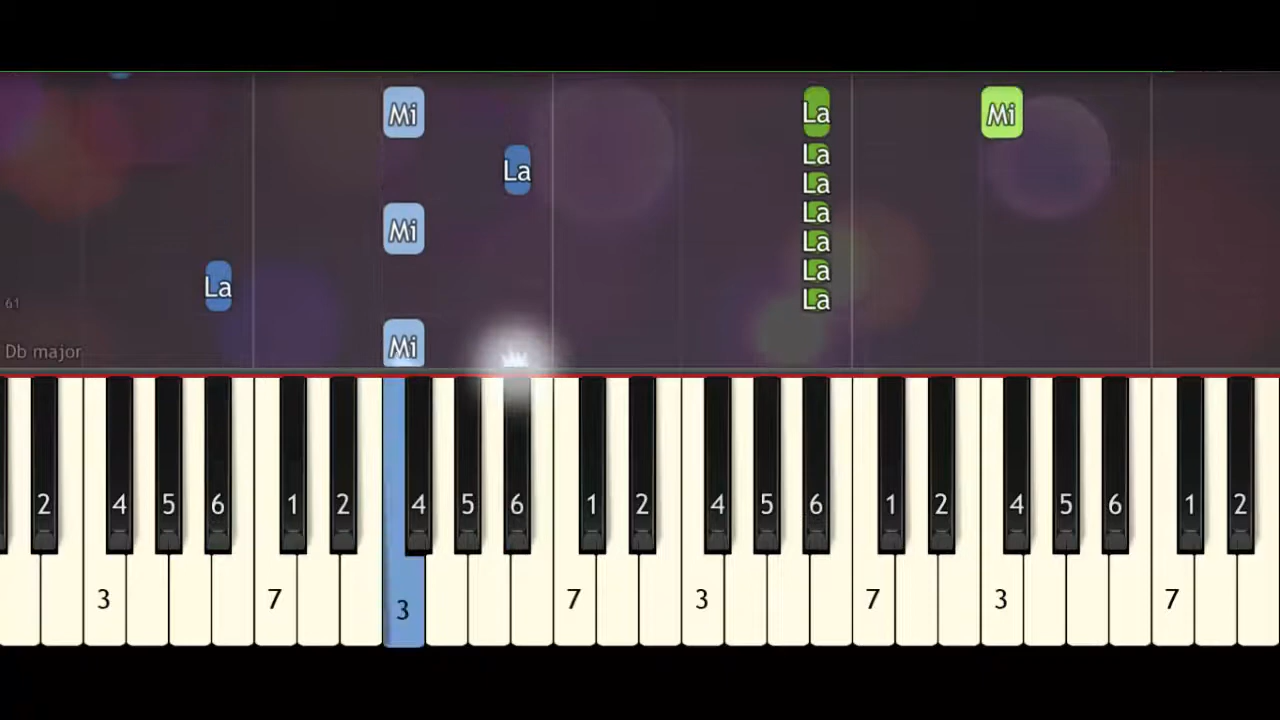 Mi La Mi
La
La
La
Mi La
La
La La
61 La
Mi
Db major
2 4 5 6 1 2 4 5 6 1 2 4 5 6 1 2 4 5 6 1 2
3 7 3 7 3 7 3 7